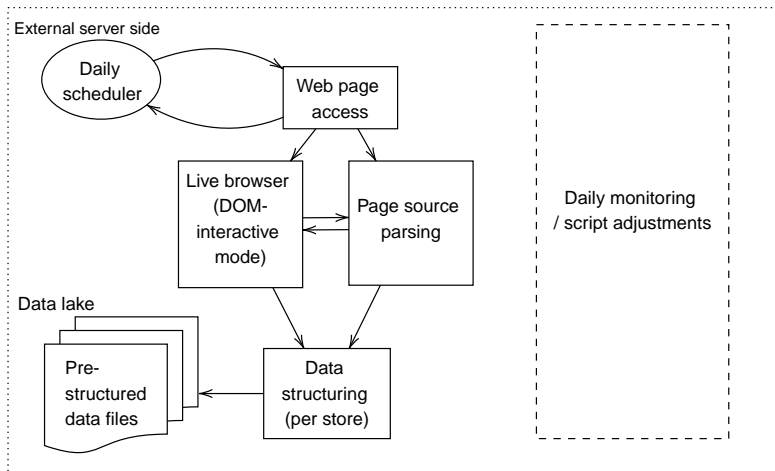 External server side
Daily
scheduler
Web page
access
Live browser
(DOM-
interactive
mode)
Page source
parsing
Daily monitoring
/ script adjustments
Data lake
Pre-
structured
data files
Data
structuring
(per store)